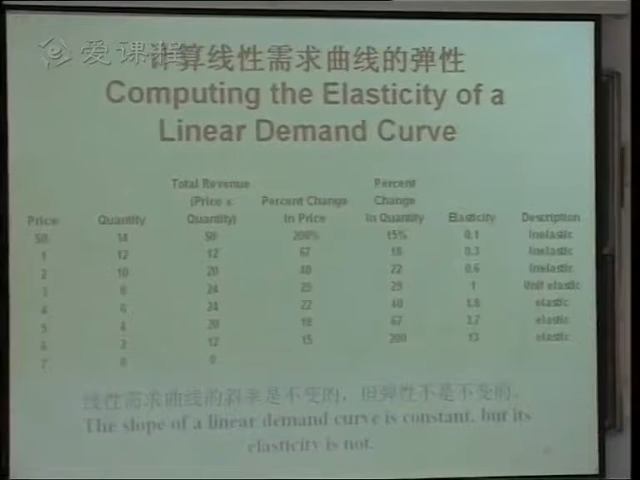 爱课程
计算线性需求曲线的弹性
Computing the Elasticity of a
Linear Demand Curve
Total Revenue Percent
(Price x Percent Change Change
Price Quantity Quantity) in Price in Quantity Elasticity Description
$0 14 $0 200% 15% 0.1 Inelastic
1 12 12 67 18 0.3 Inelastic
2 10 20 40 22 0.6 Inelastic
3 8 24 29 29 1 Unit elastic
4 6 24 22 40 1.8 elastic
5 4 20 18 67 3.7 elastic
6 2 12 15 200 13 elastic
7 0 0
线性需求曲线的斜率是不变的，但弹性不是不变的。
The slope of a linear demand curve is constant, but its
elasticity is not.